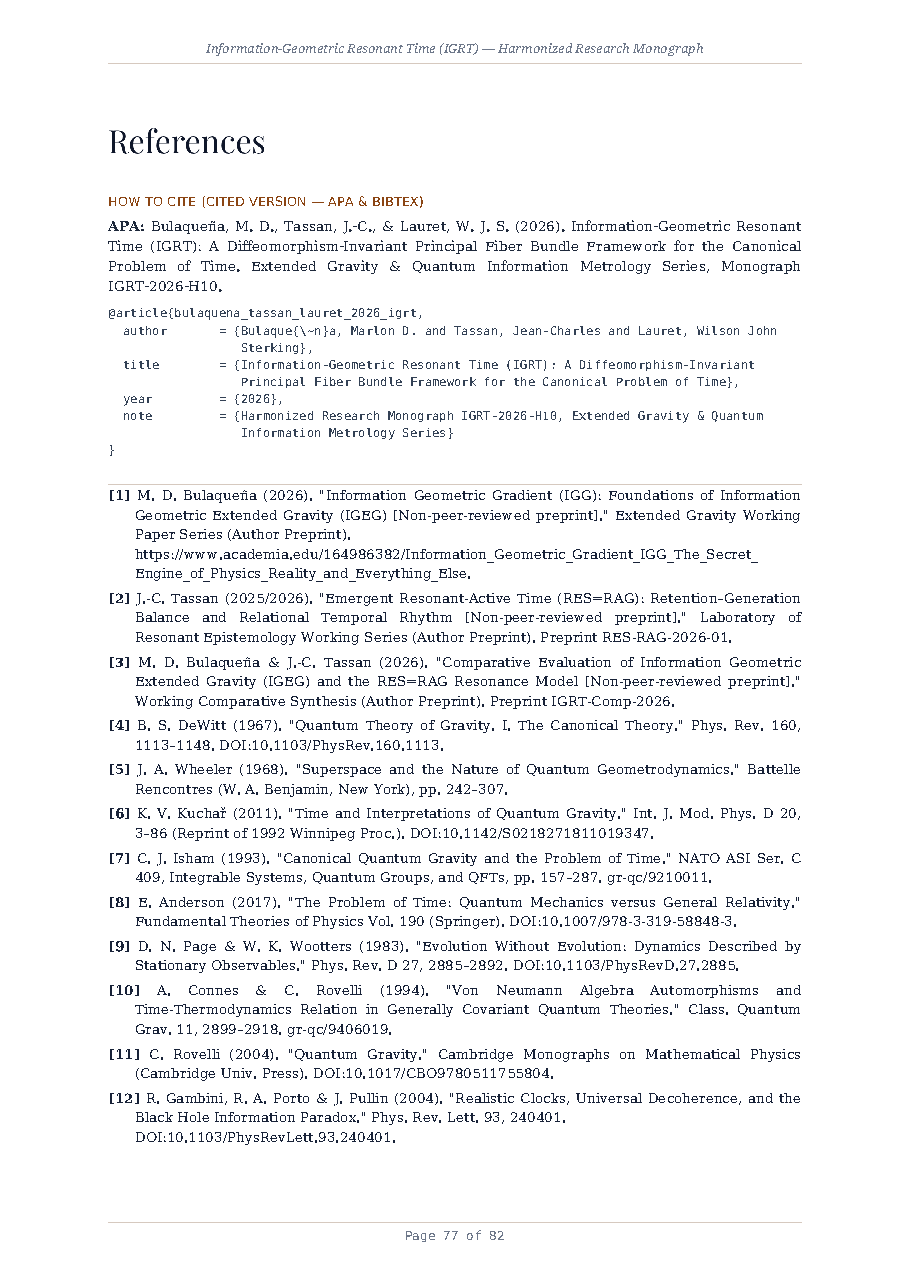 Information-Geometric Resonant Time (IGRT) — Harmonized Research Monograph
References
HOW TO CITE (CITED VERSION — APA & BIBTEX)
APA: Bulaqueña, M. D., Tassan, J.-C., & Lauret, W. J. S. (2026). Information-Geometric Resonant
Time (IGRT): A Diffeomorphism-Invariant Principal Fiber Bundle Framework for the Canonical
Problem of Time. Extended Gravity & Quantum Information Metrology Series, Monograph
IGRT-2026-H10.
@article{bulaquena_tassan_lauret_2026_igrt,
  author       = {Bulaque{\~n}a, Marlon D. and Tassan, Jean-Charles and Lauret, Wilson John
                  Sterking},
  title        = {Information-Geometric Resonant Time (IGRT): A Diffeomorphism-Invariant
                  Principal Fiber Bundle Framework for the Canonical Problem of Time},
  year         = {2026},
  note         = {Harmonized Research Monograph IGRT-2026-H10, Extended Gravity & Quantum
                  Information Metrology Series}
}
[1] M. D. Bulaqueña (2026). "Information Geometric Gradient (IGG): Foundations of Information
Geometric Extended Gravity (IGEG) [Non-peer-reviewed preprint]." Extended Gravity Working
Paper Series (Author Preprint).
https://www.academia.edu/164986382/Information_Geometric_Gradient_IGG_The_Secret_
Engine_of_Physics_Reality_and_Everything_Else.
[2] J.-C. Tassan (2025/2026). "Emergent Resonant-Active Time (RES=RAG): Retention–Generation
Balance and Relational Temporal Rhythm [Non-peer-reviewed preprint]." Laboratory of
Resonant Epistemology Working Series (Author Preprint). Preprint RES-RAG-2026-01.
[3] M. D. Bulaqueña & J.-C. Tassan (2026). "Comparative Evaluation of Information Geometric
Extended Gravity (IGEG) and the RES=RAG Resonance Model [Non-peer-reviewed preprint]."
Working Comparative Synthesis (Author Preprint). Preprint IGRT-Comp-2026.
[4] B. S. DeWitt (1967). "Quantum Theory of Gravity. I. The Canonical Theory." Phys. Rev. 160,
1113–1148. DOI:10.1103/PhysRev.160.1113.
[5] J. A. Wheeler (1968). "Superspace and the Nature of Quantum Geometrodynamics." Battelle
Rencontres (W. A. Benjamin, New York), pp. 242–307.
[6] K. V. Kuchař (2011). "Time and Interpretations of Quantum Gravity." Int. J. Mod. Phys. D 20,
3–86 (Reprint of 1992 Winnipeg Proc.). DOI:10.1142/S0218271811019347.
[7] C. J. Isham (1993). "Canonical Quantum Gravity and the Problem of Time." NATO ASI Ser. C
409, Integrable Systems, Quantum Groups, and QFTs, pp. 157–287. gr-qc/9210011.
[8] E. Anderson (2017). "The Problem of Time: Quantum Mechanics versus General Relativity."
Fundamental Theories of Physics Vol. 190 (Springer). DOI:10.1007/978-3-319-58848-3.
[9] D. N. Page & W. K. Wootters (1983). "Evolution Without Evolution: Dynamics Described by
Stationary Observables." Phys. Rev. D 27, 2885–2892. DOI:10.1103/PhysRevD.27.2885.
[10] A. Connes & C. Rovelli (1994). "Von Neumann Algebra Automorphisms and
Time-Thermodynamics Relation in Generally Covariant Quantum Theories." Class. Quantum
Grav. 11, 2899–2918. gr-qc/9406019.
[11] C. Rovelli (2004). "Quantum Gravity." Cambridge Monographs on Mathematical Physics
(Cambridge Univ. Press). DOI:10.1017/CBO9780511755804.
[12] R. Gambini, R. A. Porto & J. Pullin (2004). "Realistic Clocks, Universal Decoherence, and the
Black Hole Information Paradox." Phys. Rev. Lett. 93, 240401.
DOI:10.1103/PhysRevLett.93.240401.
Page 77 of 82